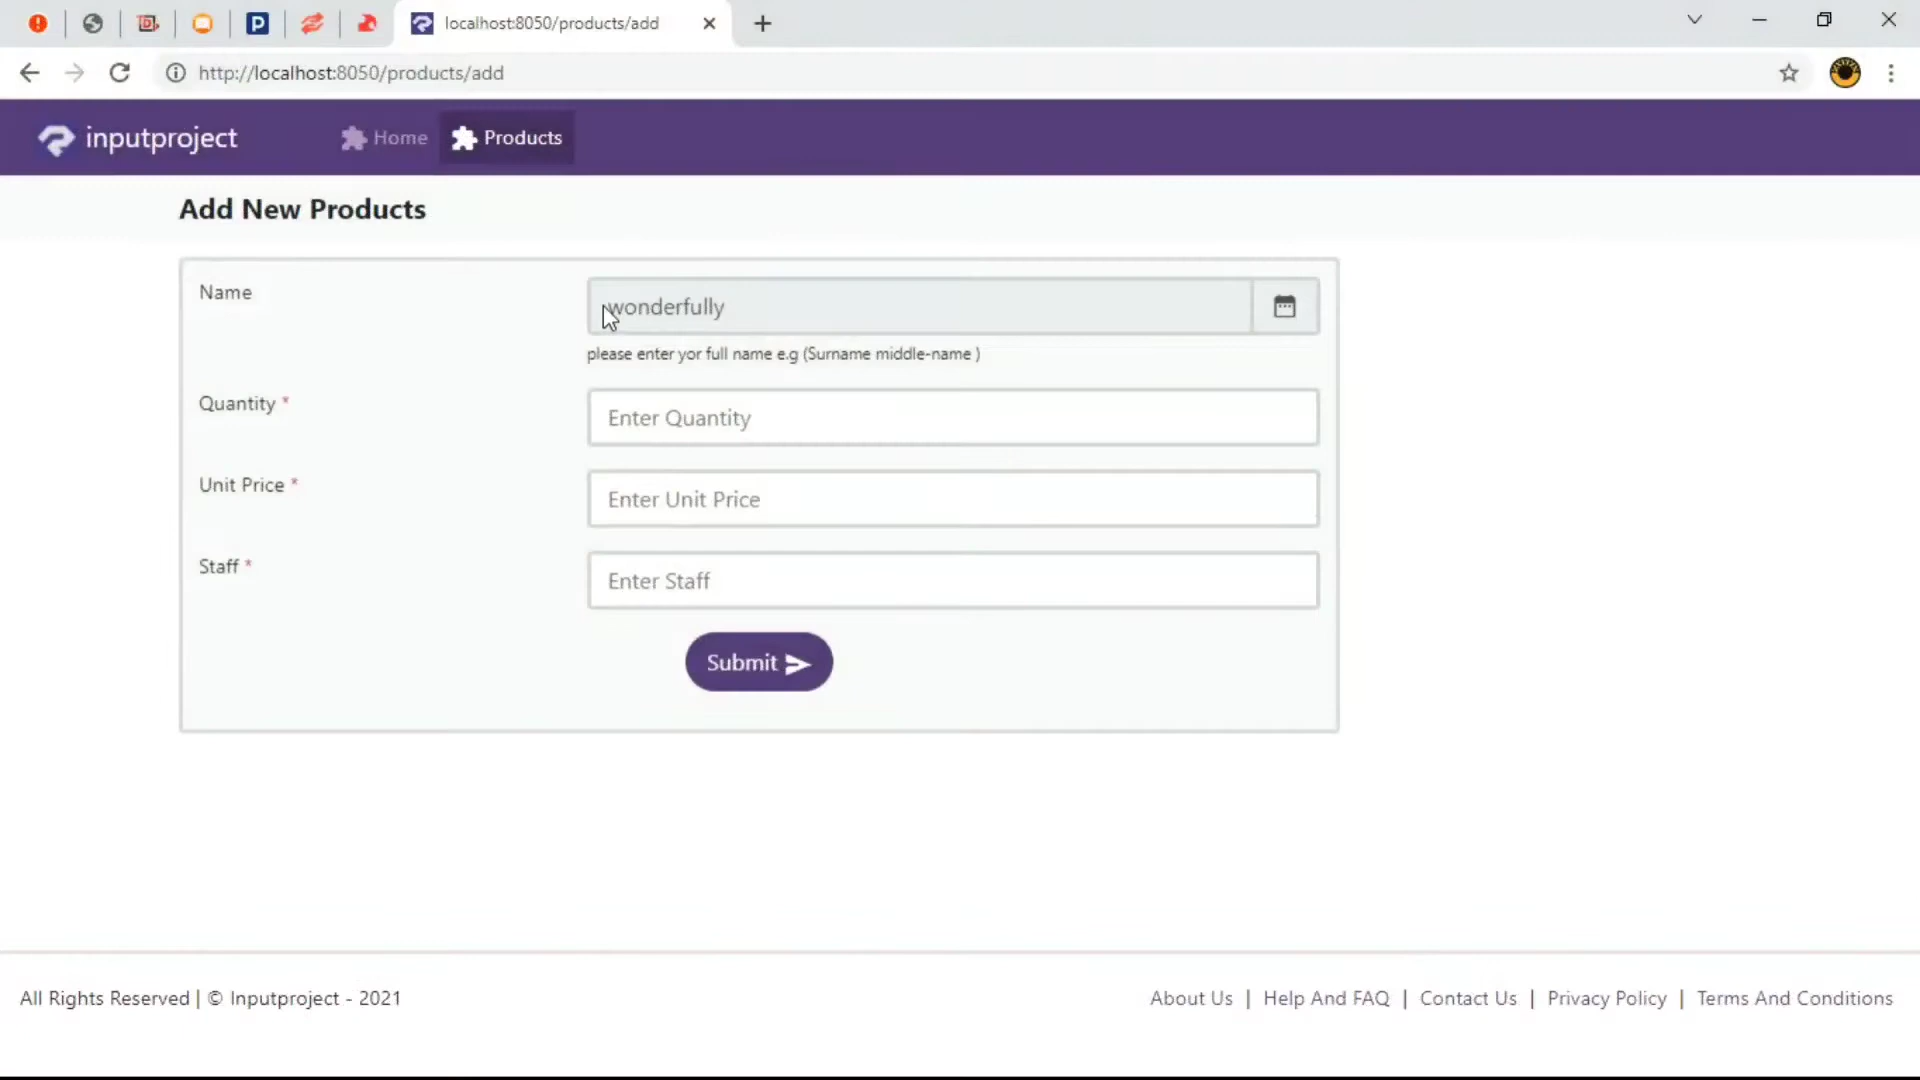 localhost:8050/products/add
http://localhost:8050/products/add
inputproject Home Products
Add New Products
Name wonderfully
please enter yor full name e.g (Surname middle-name )
Quantity * Enter Quantity
Unit Price * Enter Unit Price
Staff * Enter Staff
Submit
All Rights Reserved | © Inputproject - 2021 About Us | Help And FAQ | Contact Us | Privacy Policy | Terms And Conditions